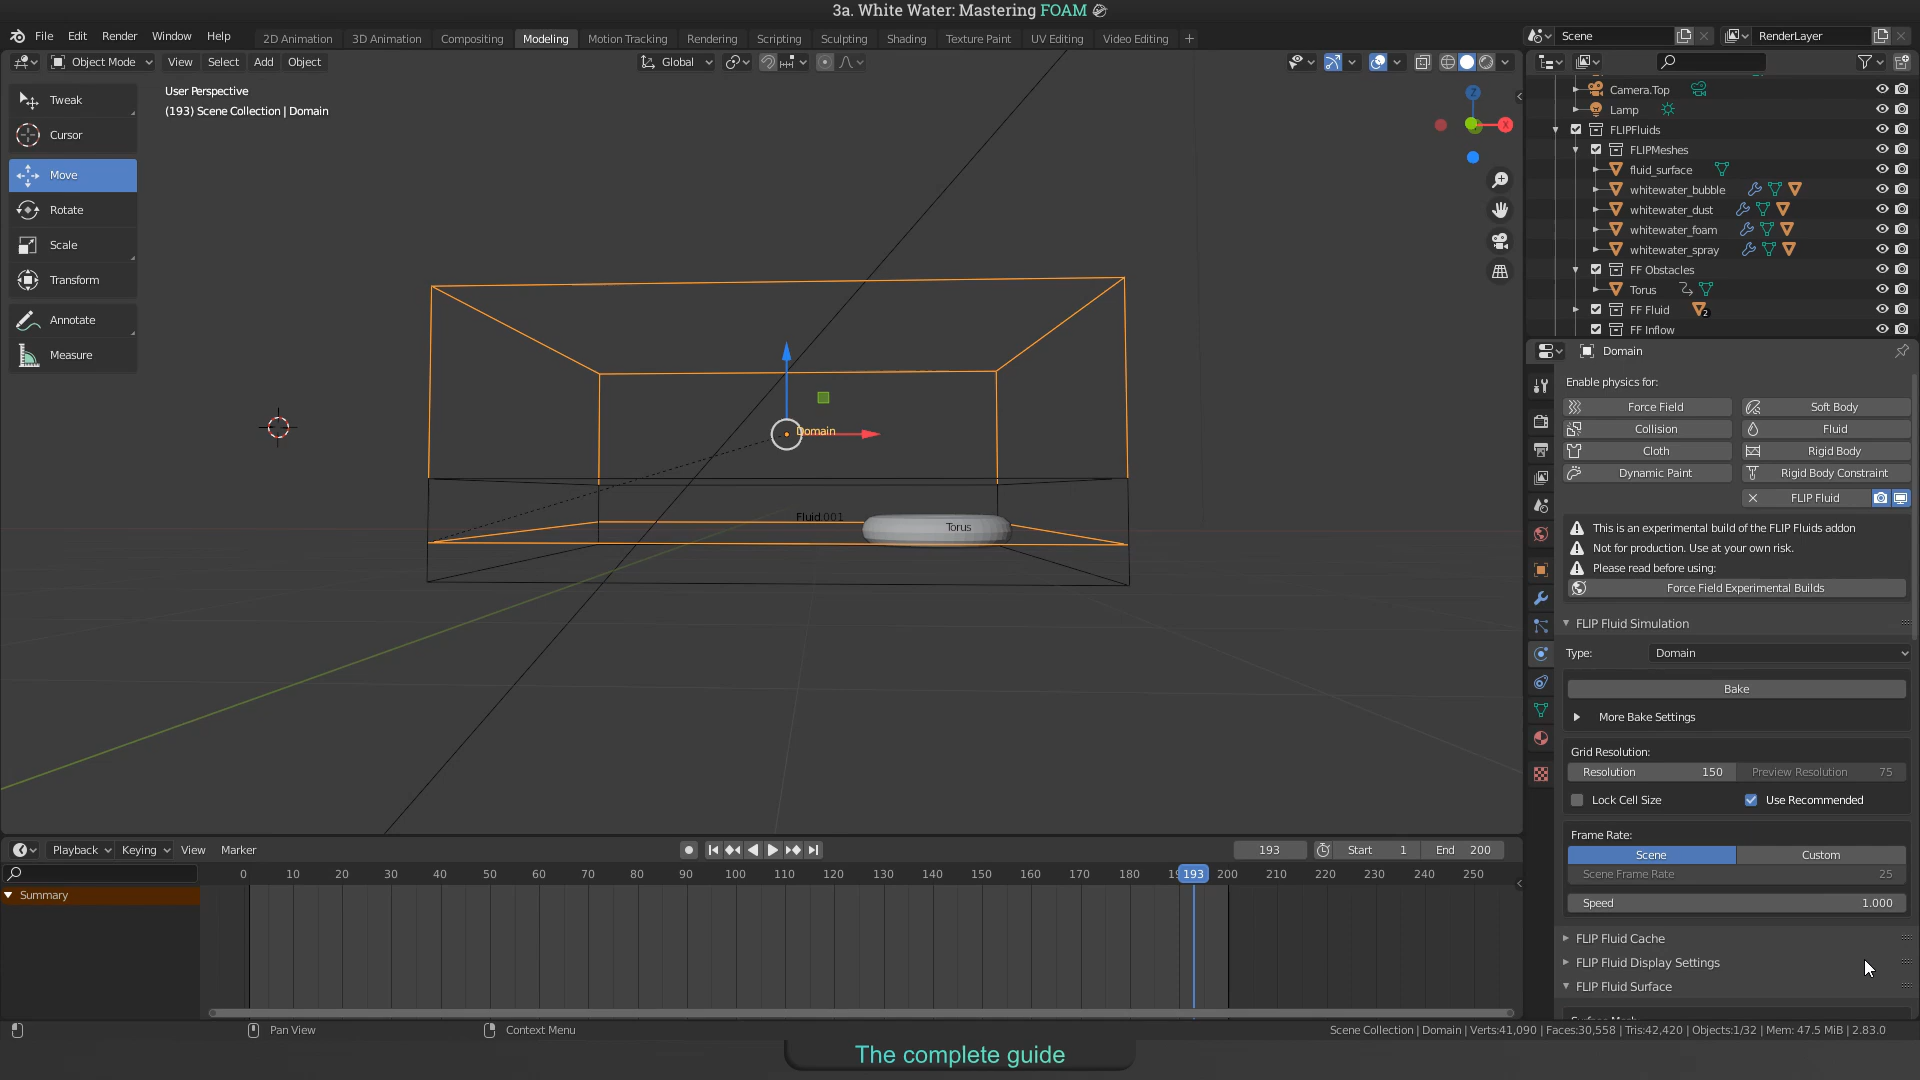 3a. White Water: Mastering FOAM
File Edit Render Window Help
2D Animation 3D Animation Compositing Modeling Motion Tracking Rendering Scripting Sculpting Shading Texture Paint UV Editing Video Editing +
Scene
RenderLayer
Object Mode View Select Add Object
Global
User Perspective
(193) Scene Collection | Domain
Tweak
Cursor
Move
Rotate
Scale
Transform
Annotate
Measure
Z
X
Domain
Fluid.001
Torus
Camera.Top
Lamp
FLIPFluids
FLIPMeshes
fluid_surface
whitewater_bubble
whitewater_dust
whitewater_foam
whitewater_spray
FF Obstacles
Torus
FF Fluid 2
FF Inflow
Domain
Enable physics for:
Force Field Soft Body
Collision Fluid
Cloth Rigid Body
Dynamic Paint Rigid Body Constraint
FLIP Fluid
This is an experimental build of the FLIP Fluids addon
Not for production. Use at your own risk.
Please read before using:
Force Field Experimental Builds
FLIP Fluid Simulation
Type: Domain
Bake
More Bake Settings
Grid Resolution:
Resolution 150 Preview Resolution 75
Lock Cell Size Use Recommended
Frame Rate:
Scene Custom
Scene Frame Rate 25
Speed 1.000
FLIP Fluid Cache
FLIP Fluid Display Settings
FLIP Fluid Surface
Playback Keying View Marker
193 Start 1 End 200
0 10 20 30 40 50 60 70 80 90 100 110 120 130 140 150 160 170 180 193 200 210 220 230 240 250
Summary
Pan View Context Menu
Scene Collection | Domain | Verts:41,090 | Faces:30,558 | Tris:42,420 | Objects:1/32 | Mem: 47.5 MiB | 2.83.0
The complete guide